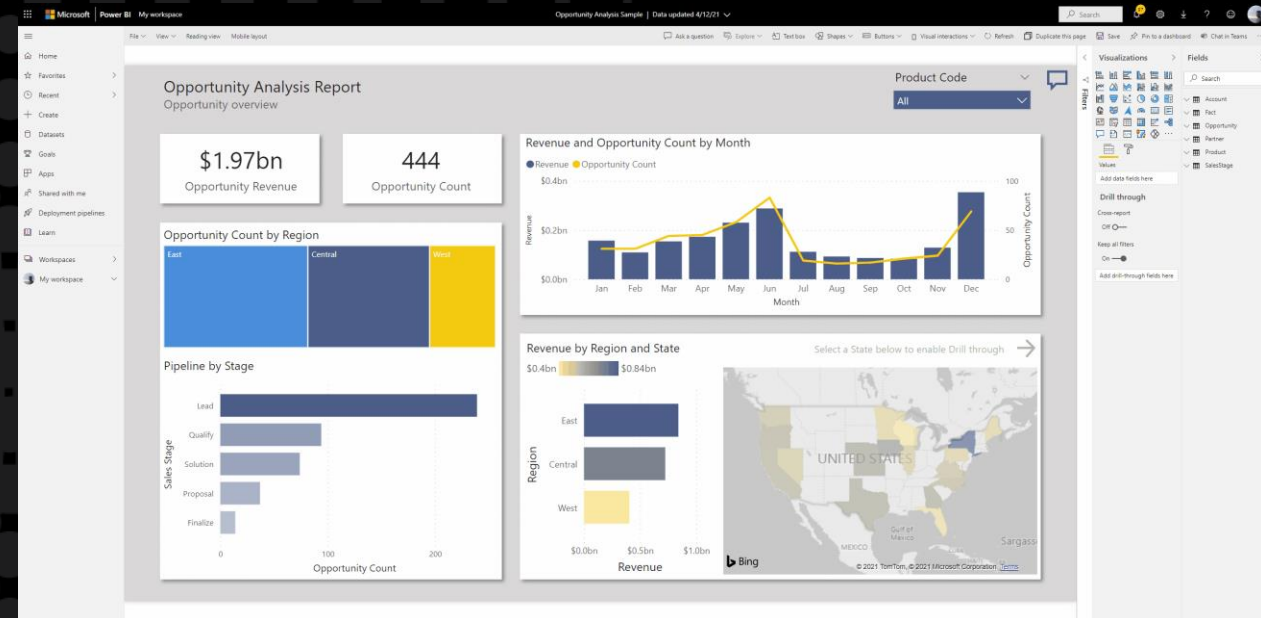 Microsoft Power BI My workspace
Opportunity Analysis Sample | Data updated 4/12/21
Search
File View Reading view Mobile layout
Ask a question Explore Text box Shapes Buttons Visual interactions Refresh Duplicate this page Save Pin to a dashboard Chat in Teams
Home
Favorites
Recent
Create
Datasets
Goals
Apps
Shared with me
Deployment pipelines
Learn
Workspaces
My workspace
Opportunity Analysis Report
Opportunity overview
Product Code
All
$1.97bn
Opportunity Revenue
444
Opportunity Count
Revenue and Opportunity Count by Month
Revenue Opportunity Count
$0.4bn
$0.2bn
$0.0bn
Revenue
100
50
0
Opportunity Count
Jan Feb Mar Apr May Jun Jul Aug Sep Oct Nov Dec
Month
Opportunity Count by Region
East Central West
Pipeline by Stage
Sales Stage
Lead
Qualify
Solution
Proposal
Finalize
0 100 200
Opportunity Count
Revenue by Region and State
Select a State below to enable Drill through
$0.4bn $0.84bn
Region
East
Central
West
$0.0bn $0.5bn $1.0bn
Revenue
UNITED STATES
MEXICO
Gulf of
Mexico
Sargass
Bing
© 2021 TomTom, © 2021 Microsoft Corporation Terms
Filters
Visualizations
Values
Add data fields here
Drill through
Cross-report
Off
Keep all filters
On
Add drill-through fields here
Fields
Search
Account
Fact
Opportunity
Partner
Product
SalesStage